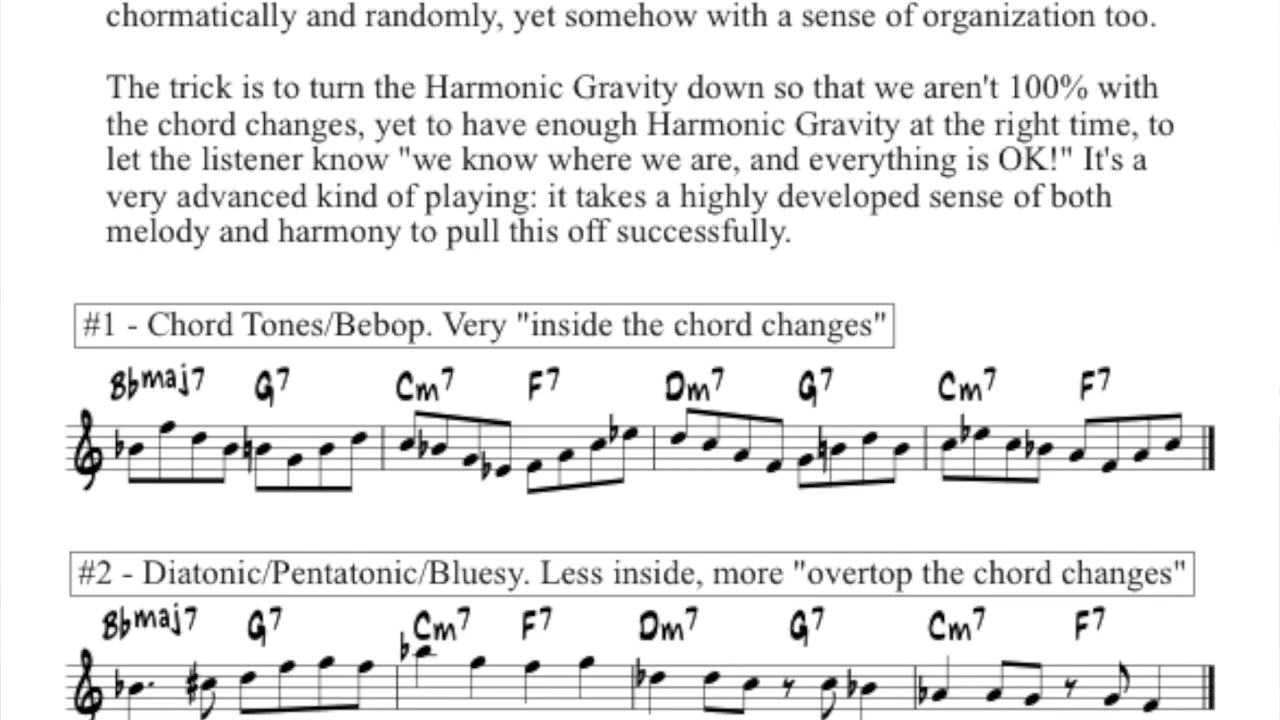 chormatically and randomly, yet somehow with a sense of organization too.
The trick is to turn the Harmonic Gravity down so that we aren't 100% with
the chord changes, yet to have enough Harmonic Gravity at the right time, to
let the listener know "we know where we are, and everything is OK!" It's a
very advanced kind of playing: it takes a highly developed sense of both
melody and harmony to pull this off successfully.
#1 - Chord Tones/Bebop. Very "inside the chord changes"
Bbmaj7 G7 Cm7 F7 Dm7 G7 Cm7 F7
#2 - Diatonic/Pentatonic/Bluesy. Less inside, more "overtop the chord changes"
Bbmaj7 G7 Cm7 F7 Dm7 G7 Cm7 F7